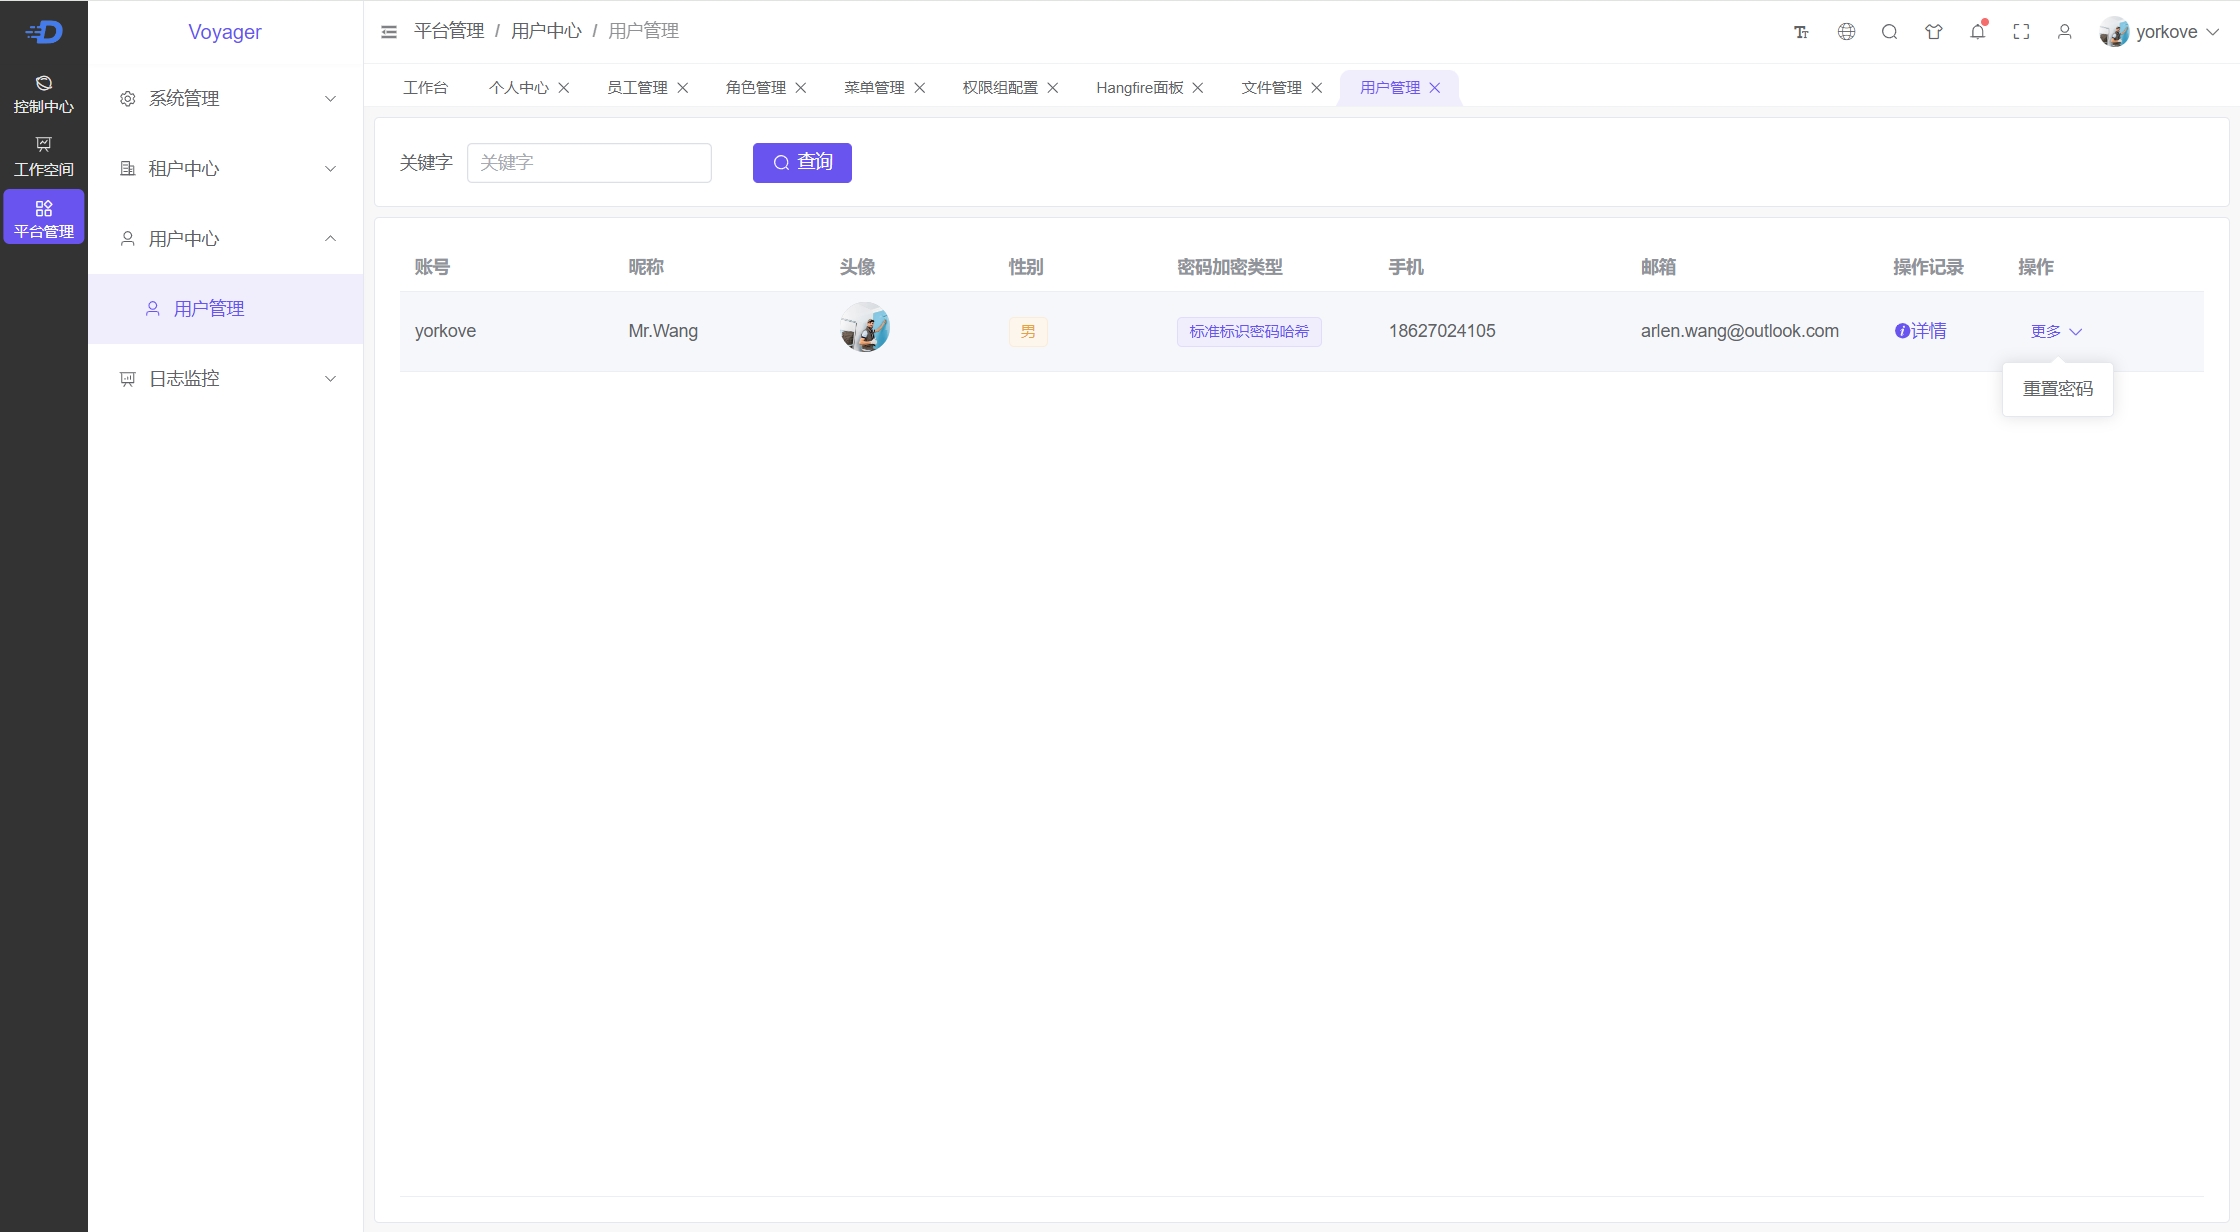 Voyager
控制中心
工作空间
平台管理
系统管理
租户中心
用户中心
用户管理
日志监控
平台管理 / 用户中心 / 用户管理
yorkove
工作台 个人中心 员工管理 角色管理 菜单管理 权限组配置 Hangfire面板 文件管理 用户管理
关键字 关键字 查询
账号 昵称 头像 性别 密码加密类型 手机 邮箱 操作记录 操作
yorkove Mr.Wang 男 标准标识密码哈希 18627024105 arlen.wang@outlook.com 详情 更多
重置密码